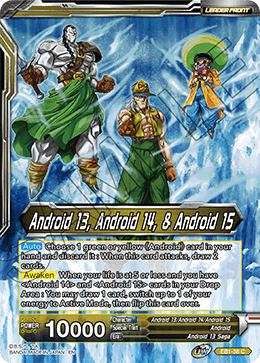 LEADER FRONT
Android 13, Android 14, & Android 15
Auto Choose 1 green or yellow ‹Android› card in your
hand and discard it : When this card attacks, draw 2
cards.
Awaken When your life is at 5 or less and you have
<Android 14> and <Android 15> cards in your Drop
Area : You may draw 1 card, switch up to 1 of your
energy to Active Mode, then flip this card over.
POWER
10000
Character
Android 13/Android 14/Android 15
Special Trait
Android
Era
Android 13 Saga
BANDAI MADE IN JAPAN EN
EB1-38 C